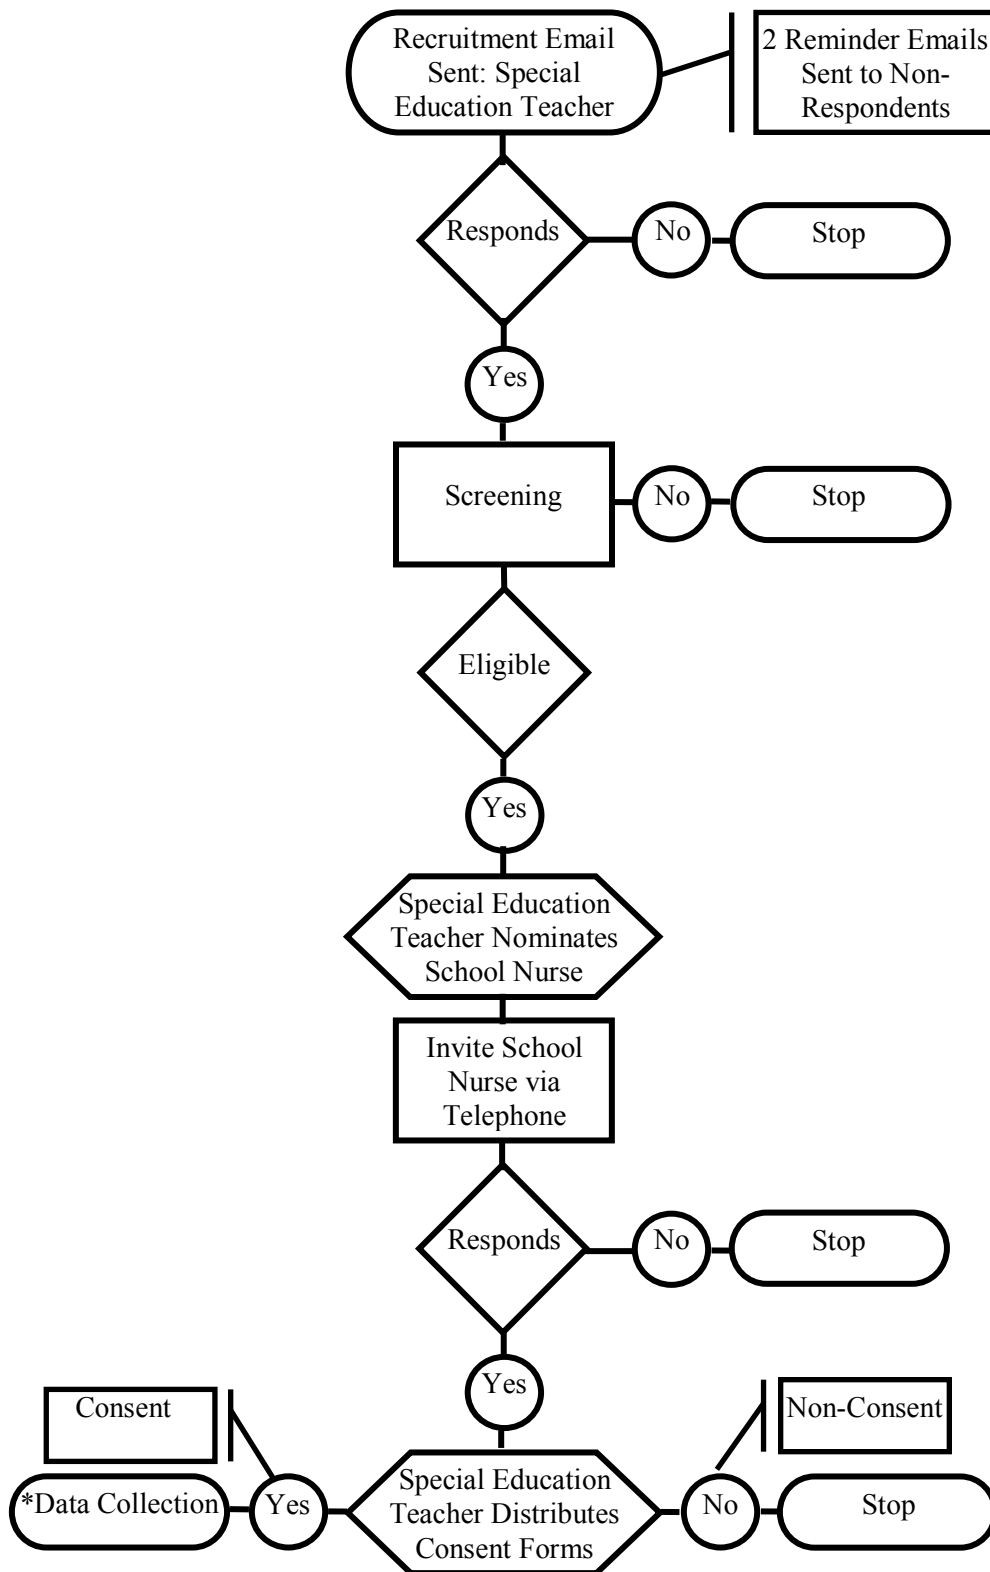 Recruitment Email
Sent: Special
Education Teacher
2 Reminder Emails
Sent to Non-
Respondents
Responds
No
Stop
Yes
Screening
No
Stop
Eligible
Yes
Special Education
Teacher Nominates
School Nurse
Invite School
Nurse via
Telephone
Responds
No
Stop
Yes
Consent
Non-Consent
*Data Collection
Yes
Special Education
Teacher Distributes
Consent Forms
No
Stop